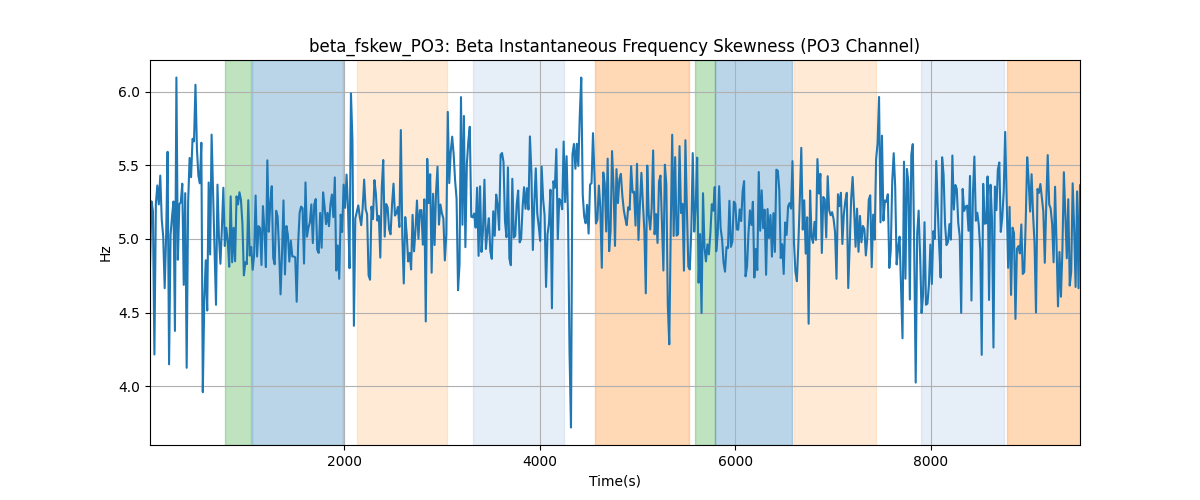 beta_fskew_PO3: Beta Instantaneous Frequency Skewness (PO3 Channel)
6.0
5.5
5.0
4.5
4.0
Hz
2000 4000 6000 8000
Time(s)